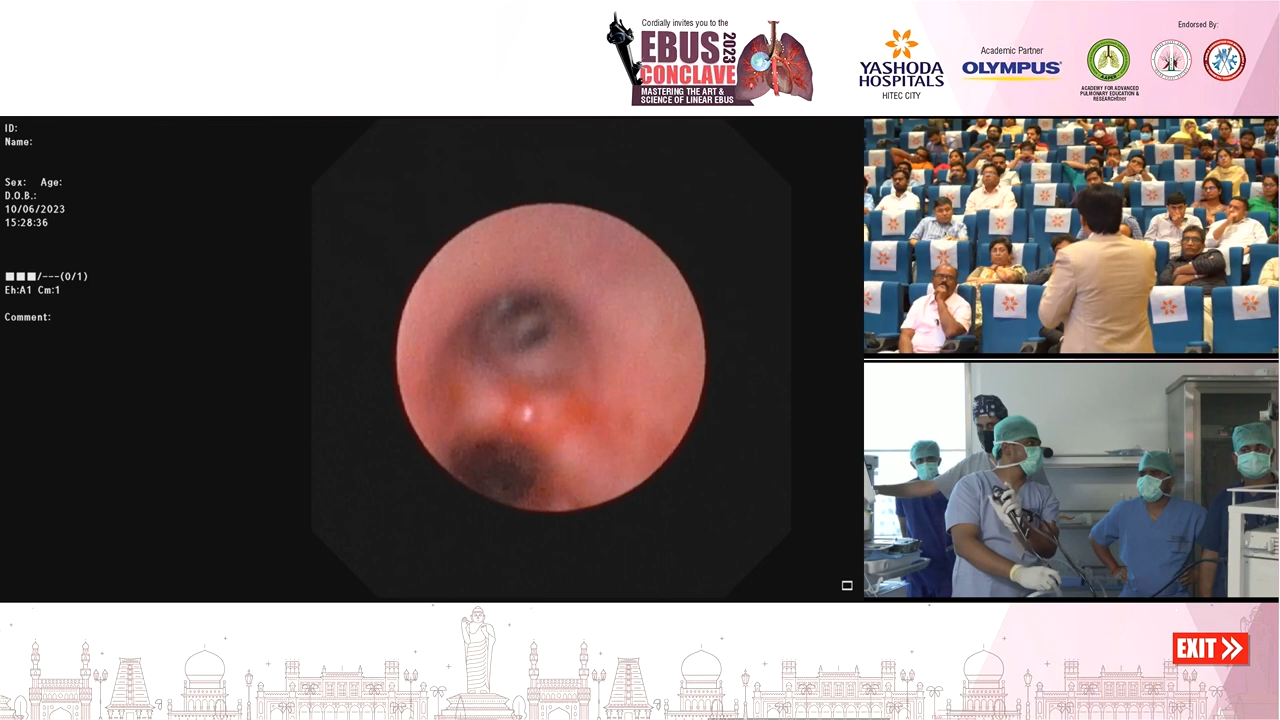 Cordially invites you to the
EBUS
2023
CONCLAVE
MASTERING THE ART &
SCIENCE OF LINEAR EBUS
YASHODA
HOSPITALS
HITEC CITY
Academic Partner
OLYMPUS
Endorsed By:
ACADEMY FOR ADVANCED
PULMONARY EDUCATION &
ID:
Name:
Sex: Age:
D.O.B.:
10/06/2023
15:28:36
■■■/---(0/1)
Eh:A1 Cm:1
Comment:
EXIT